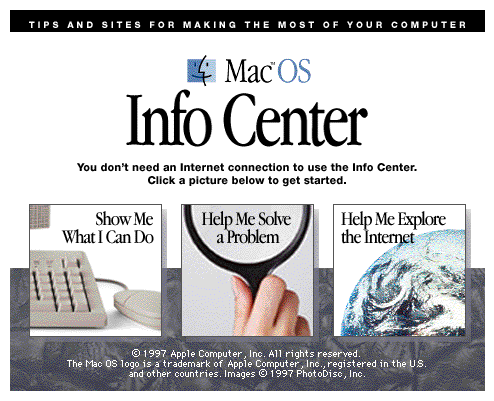 TIPS AND SITES FOR MAKING THE MOST OF YOUR COMPUTER
Mac™OS
Info Center
You don't need an Internet connection to use the Info Center.
Click a picture below to get started.
Show Me
What I Can Do
Help Me Solve
a Problem
Help Me Explore
the Internet
© 1997 Apple Computer, Inc. All rights reserved.
The Mac OS logo is a trademark of Apple Computer, Inc., registered in the U.S.
and other countries. Images © 1997 PhotoDisc, Inc.